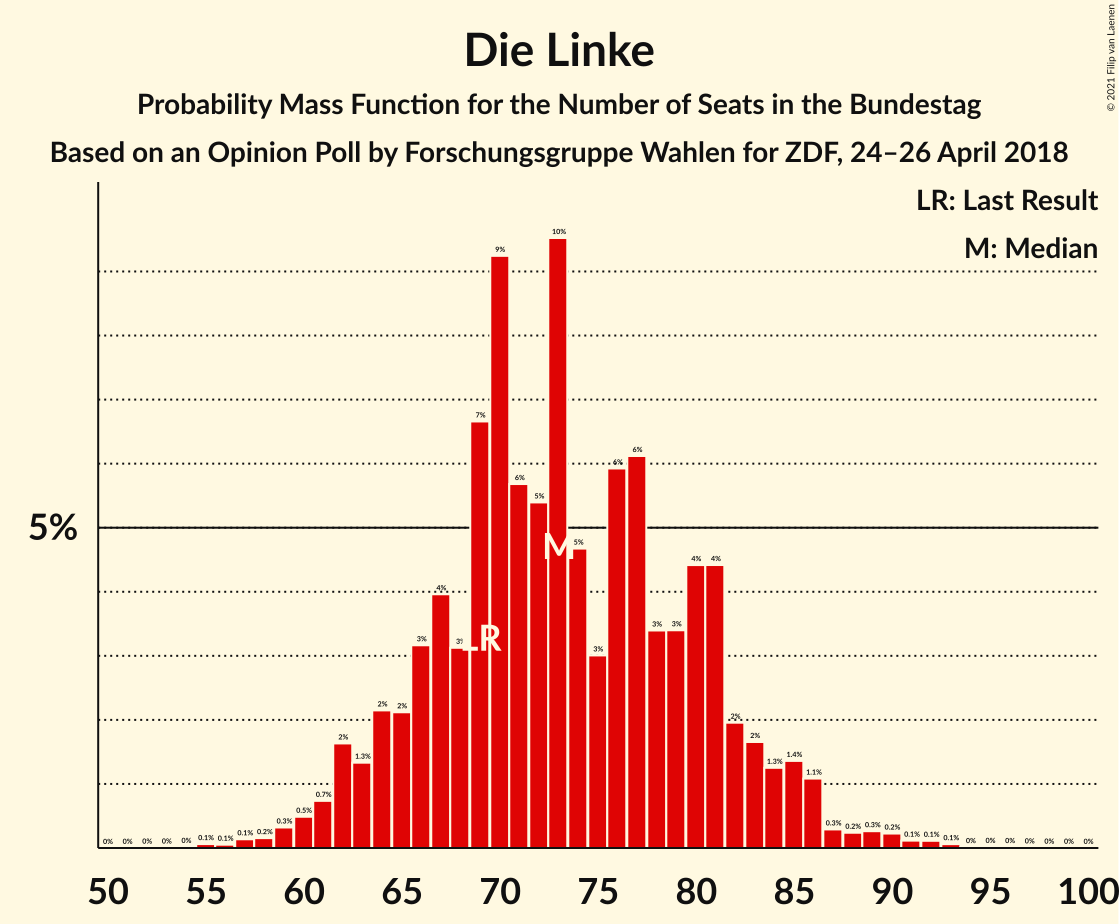 Die Linke
Probability Mass Function for the Number of Seats in the Bundestag
Based on an Opinion Poll by Forschungsgruppe Wahlen for ZDF, 24–26 April 2018
© 2021 Filip van Laenen
LR: Last Result
M: Median
5%
0% 0% 0% 0% 0% 0.1% 0.1% 0.1% 0.2% 0.3% 0.5% 0.7% 2% 1.3% 2% 2% 3% 4% 3% 7% 9% 6% 5% 10% 5% 3% 6% 6% 3% 3% 4% 4% 2% 2% 1.3% 1.4% 1.1% 0.3% 0.2% 0.3% 0.2% 0.1% 0.1% 0.1% 0% 0% 0% 0% 0% 0% 0%
M
LR
50 55 60 65 70 75 80 85 90 95 100